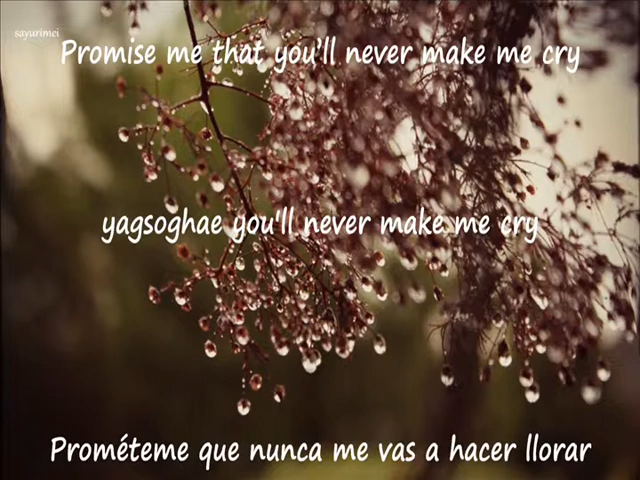 sayurimei
Promise me that you'll never make me cry
yagsoghae you'll never make me cry
Prométeme que nunca me vas a hacer llorar